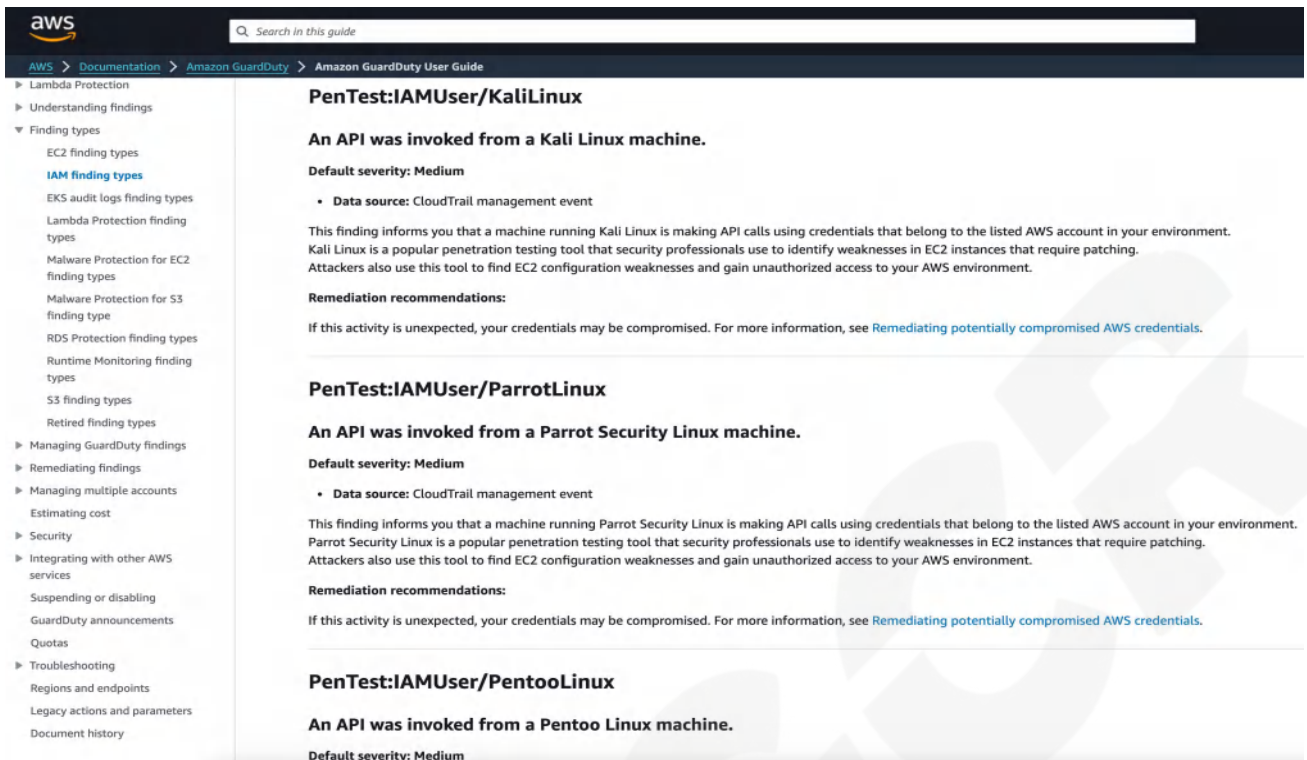 aws
Search in this guide
AWS > Documentation > Amazon GuardDuty > Amazon GuardDuty User Guide
Lambda Protection
Understanding findings
Finding types
EC2 finding types
IAM finding types
EKS audit logs finding types
Lambda Protection finding
types
Malware Protection for EC2
finding types
Malware Protection for S3
finding type
RDS Protection finding types
Runtime Monitoring finding
types
S3 finding types
Retired finding types
Managing GuardDuty findings
Remediating findings
Managing multiple accounts
Estimating cost
Security
Integrating with other AWS
services
Suspending or disabling
GuardDuty announcements
Quotas
Troubleshooting
Regions and endpoints
Legacy actions and parameters
Document history
PenTest:IAMUser/KaliLinux
An API was invoked from a Kali Linux machine.
Default severity: Medium
• Data source: CloudTrail management event
This finding informs you that a machine running Kali Linux is making API calls using credentials that belong to the listed AWS account in your environment.
Kali Linux is a popular penetration testing tool that security professionals use to identify weaknesses in EC2 instances that require patching.
Attackers also use this tool to find EC2 configuration weaknesses and gain unauthorized access to your AWS environment.
Remediation recommendations:
If this activity is unexpected, your credentials may be compromised. For more information, see Remediating potentially compromised AWS credentials.
PenTest:IAMUser/ParrotLinux
An API was invoked from a Parrot Security Linux machine.
Default severity: Medium
• Data source: CloudTrail management event
This finding informs you that a machine running Parrot Security Linux is making API calls using credentials that belong to the listed AWS account in your environment.
Parrot Security Linux is a popular penetration testing tool that security professionals use to identify weaknesses in EC2 instances that require patching.
Attackers also use this tool to find EC2 configuration weaknesses and gain unauthorized access to your AWS environment.
Remediation recommendations:
If this activity is unexpected, your credentials may be compromised. For more information, see Remediating potentially compromised AWS credentials.
PenTest:IAMUser/PentooLinux
An API was invoked from a Pentoo Linux machine.
Default severity: Medium